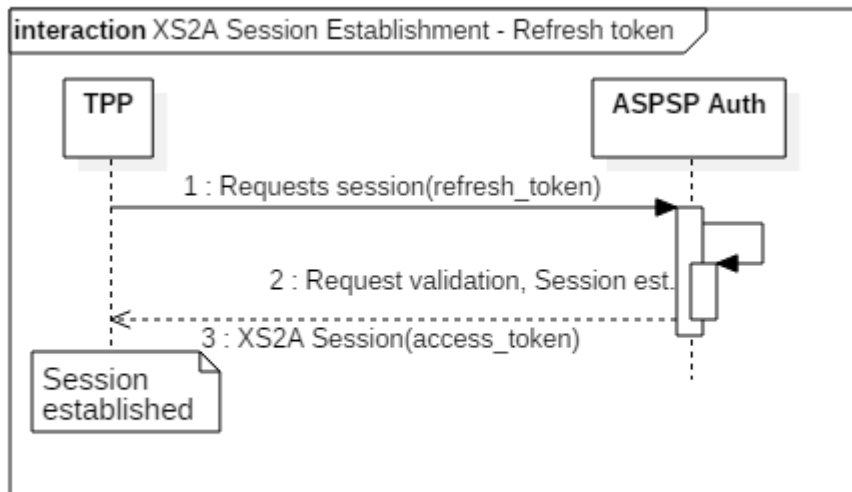 interaction XS2A Session Establishment - Refresh token
TPP
ASPSP Auth
1 : Requests session(refresh_token)
2 : Request validation, Session est.
3 : XS2A Session(access_token)
Session
established